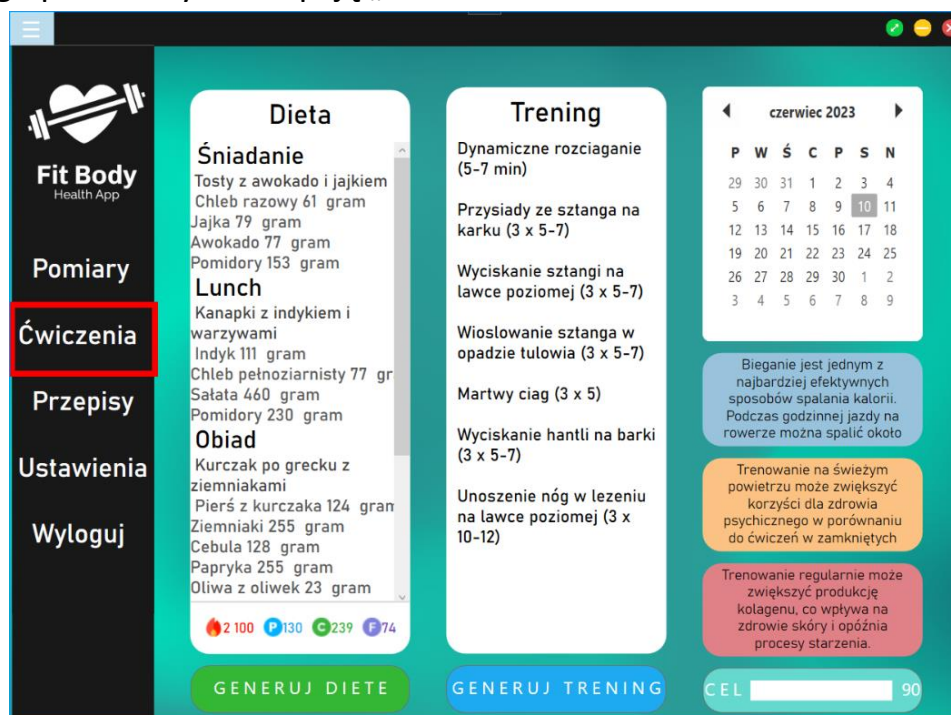 Fit Body
Health App
Pomiary
Ćwiczenia
Przepisy
Ustawienia
Wyloguj
Dieta
Śniadanie
Tosty z awokado i jajkiem
Chleb razowy 61 gram
Jajka 79 gram
Awokado 77 gram
Pomidory 153 gram
Lunch
Kanapki z indykiem i
warzywami
Indyk 111 gram
Chleb pełnoziarnisty 77 gr
Sałata 460 gram
Pomidory 230 gram
Obiad
Kurczak po grecku z
ziemniakami
Pierś z kurczaka 124 gram
Ziemniaki 255 gram
Cebula 128 gram
Papryka 255 gram
Oliwa z oliwek 23 gram
2 100 P 130 C 239 F 74
GENERUJ DIETE
Trening
Dynamiczne rozciaganie
(5-7 min)
Przysiady ze sztanga na
karku (3 x 5-7)
Wyciskanie sztangi na
lawce poziomej (3 x 5-7)
Wioslowanie sztanga w
opadzie tulowia (3 x 5-7)
Martwy ciag (3 x 5)
Wyciskanie hantli na barki
(3 x 5-7)
Unoszenie nóg w lezeniu
na lawce poziomej (3 x
10-12)
GENERUJ TRENING
czerwiec 2023
P W Ś C P S N
29 30 31 1 2 3 4
5 6 7 8 9 10 11
12 13 14 15 16 17 18
19 20 21 22 23 24 25
26 27 28 29 30 1 2
3 4 5 6 7 8 9
Bieganie jest jednym z
najbardziej efektywnych
sposobów spalania kalorii.
Podczas godzinnej jazdy na
rowerze można spalić około
Trenowanie na świeżym
powietrzu może zwiększyć
korzyści dla zdrowia
psychicznego w porównaniu
do ćwiczeń w zamkniętych
Trenowanie regularnie może
zwiększyć produkcję
kolagenu, co wpływa na
zdrowie skóry i opóźnia
procesy starzenia.
CEL 90